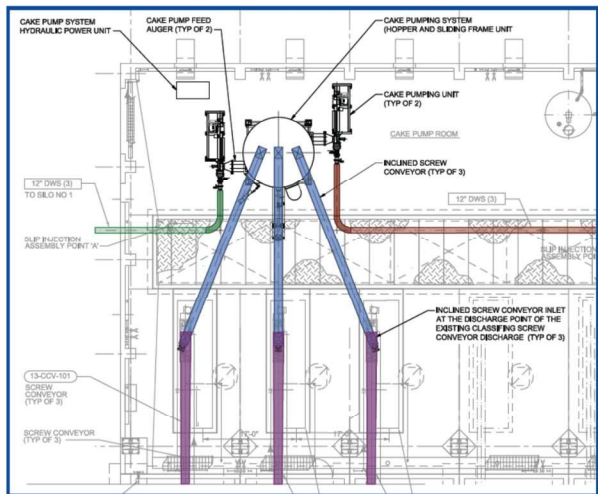 CAKE PUMP SYSTEM
HYDRAULIC POWER UNIT
CAKE PUMP FEED
AUGER (TYP OF 2)
CAKE PUMPING SYSTEM
(HOPPER AND SLIDING FRAME UNIT
CAKE PUMPING UNIT
(TYP OF 2)
CAKE PUMP ROOM
INCLINED SCREW
CONVEYOR (TYP OF 3)
12" DWS (3)
TO SILO NO 1
12" DWS (3)
SLIP INJECTION
ASSEMBLY POINT 'A'
SLIP INJECTION
ASSEMBLY
INCLINED SCREW CONVEYOR INLET
AT THE DISCHARGE POINT OF THE
EXISTING CLASSIFING SCREW
CONVEYOR DISCHARGE (TYP OF 3)
13-CCV-101
SCREW
CONVEYOR
(TYP OF 3)
SCREW CONVEYOR
(TYP OF 3)